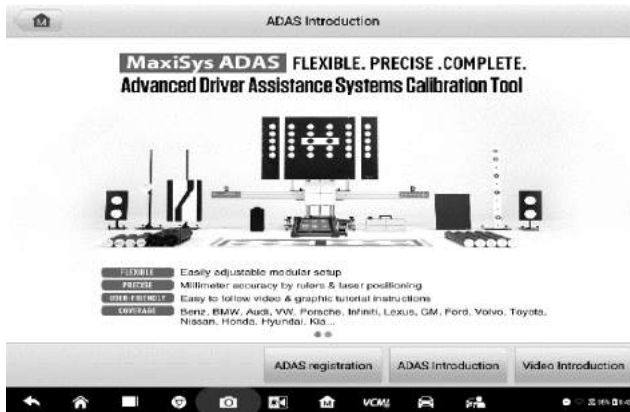 ADAS Introduction
MaxiSys ADAS FLEXIBLE. PRECISE .COMPLETE.
Advanced Driver Assistance Systems Calibration Tool
FLEXIBLE Easily adjustable modular setup
PRECISE Millimeter accuracy by rulers & laser positioning
USER-FRIENDLY Easy to follow video & graphic tutorial instructions
COVERAGE Benz, BMW, Audi, VW, Porsche, Infiniti, Lexus, GM, Ford, Volvo, Toyota,
Nissan, Honda, Hyundai, Kia...
ADAS registration ADAS Introduction Video Introduction
VCMI